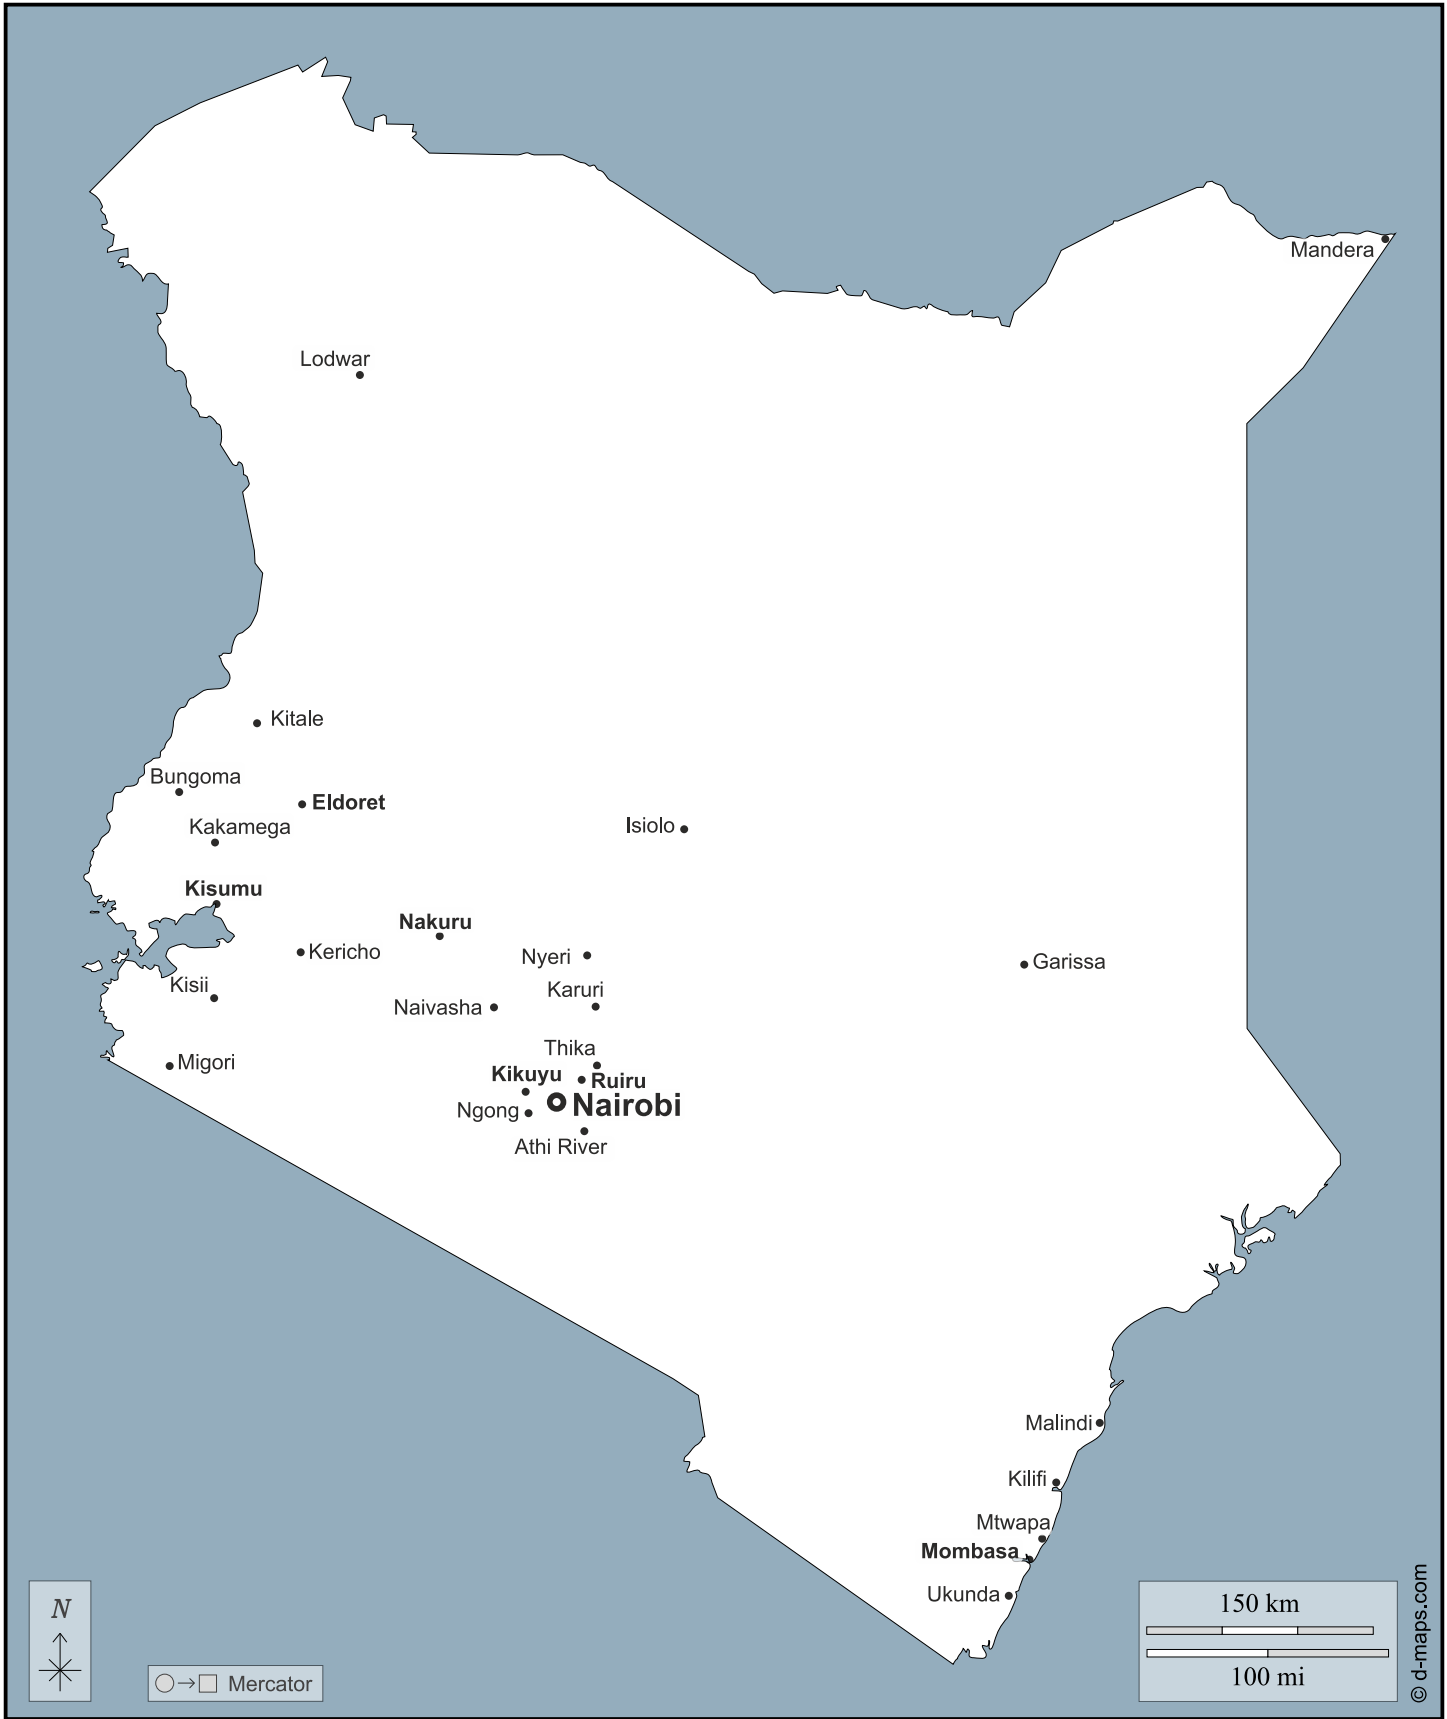 Mandera
Lodwar
Kitale
Bungoma
Eldoret
Kakamega
Isiolo
Kisumu
Nakuru
Kericho
Nyeri
Garissa
Kisii
Karuri
Naivasha
Thika
Migori
Kikuyu
Ruiru
Nairobi
Ngong
Athi River
Malindi
Kilifi
Mtwapa
Mombasa
Ukunda
N
150 km
100 mi
Mercator
© d-maps.com